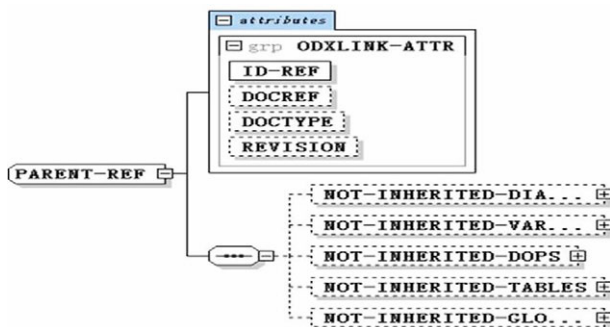 attributes
grp ODXLINK-ATTR
ID-REF
DOCREF
DOCTYPE
REVISION
PARENT-REF
NOT-INHERITED-DIA...
NOT-INHERITED-VAR...
NOT-INHERITED-DOPS
NOT-INHERITED-TABLES
NOT-INHERITED-GLO...